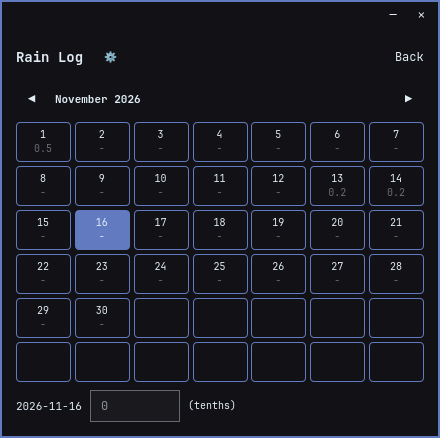 Rain Log ⚙️ Back
◀ November 2026 ▶
1 2 3 4 5 6 7
0.5 - - - - - -
8 9 10 11 12 13 14
- - - - - 0.2 0.2
15 16 17 18 19 20 21
- - - - - - -
22 23 24 25 26 27 28
- - - - - - -
29 30
- -
2026-11-16 0 (tenths)